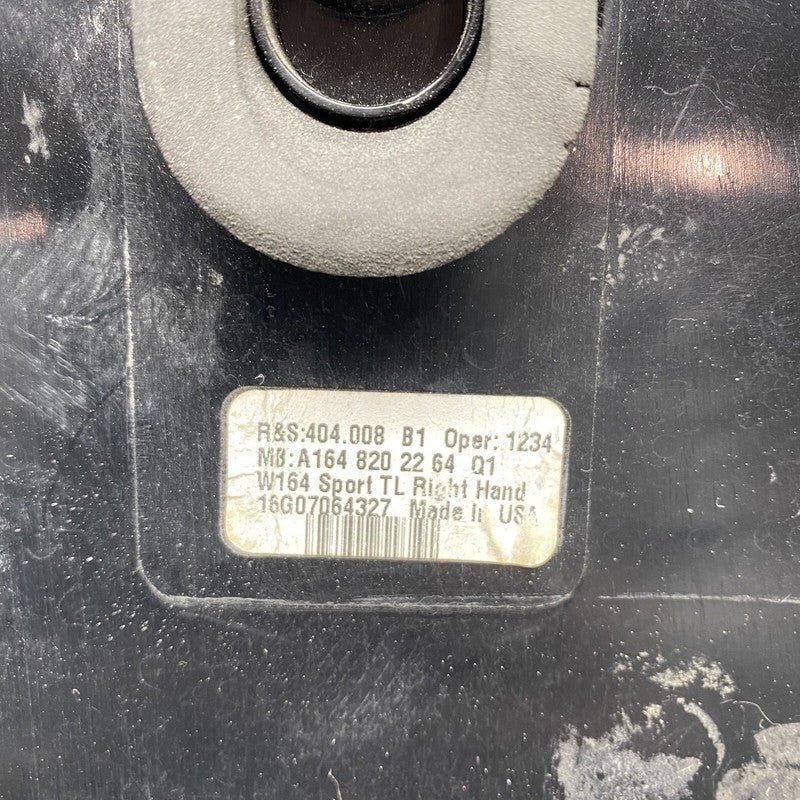 R&S:404.008 B1 Oper: 1234
MB:A164 820 22 64 Q1
W164 Sport TL Right Hand
16G07064327 Made In USA